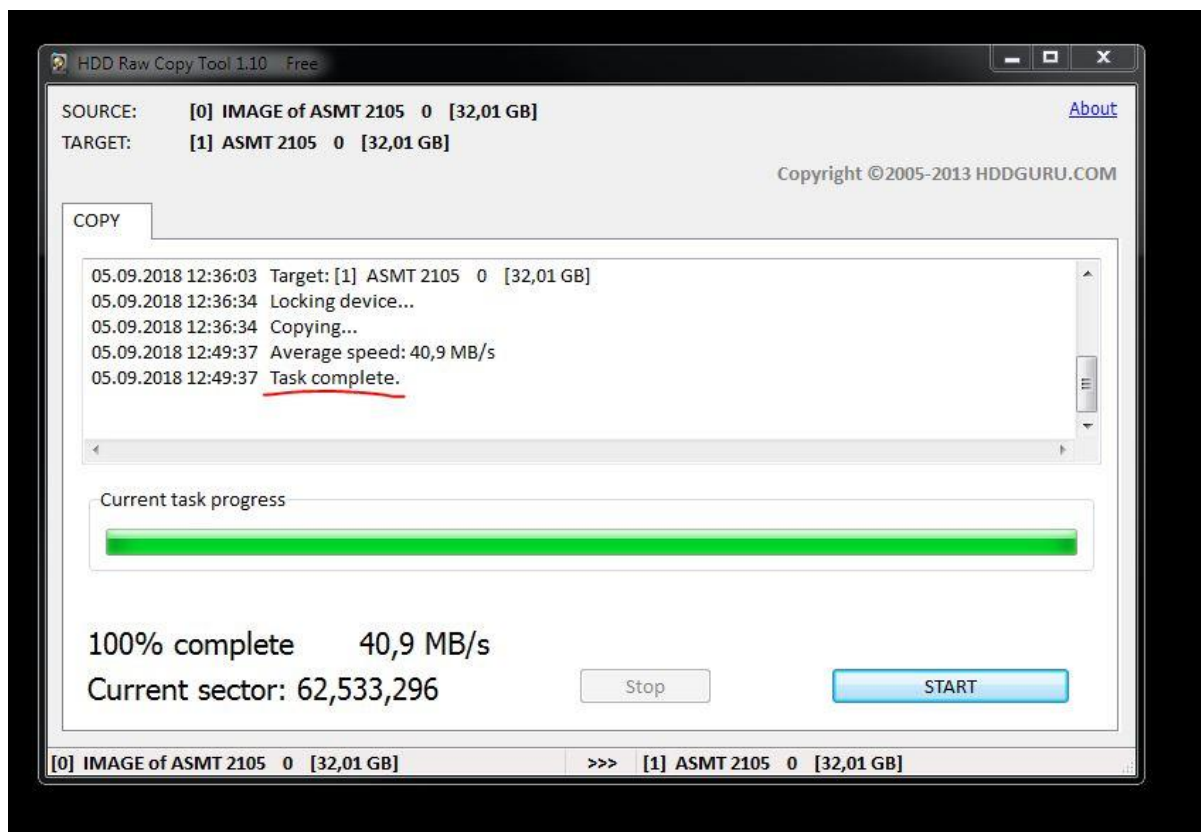 HDD Raw Copy Tool 1.10 Free
SOURCE: [0] IMAGE of ASMT 2105 0 [32,01 GB] About
TARGET: [1] ASMT 2105 0 [32,01 GB]
Copyright ©2005-2013 HDDGURU.COM
COPY
05.09.2018 12:36:03 Target: [1] ASMT 2105 0 [32,01 GB]
05.09.2018 12:36:34 Locking device...
05.09.2018 12:36:34 Copying...
05.09.2018 12:49:37 Average speed: 40,9 MB/s
05.09.2018 12:49:37 Task complete.
Current task progress
100% complete 40,9 MB/s
Current sector: 62,533,296 Stop START
[0] IMAGE of ASMT 2105 0 [32,01 GB] >>> [1] ASMT 2105 0 [32,01 GB]